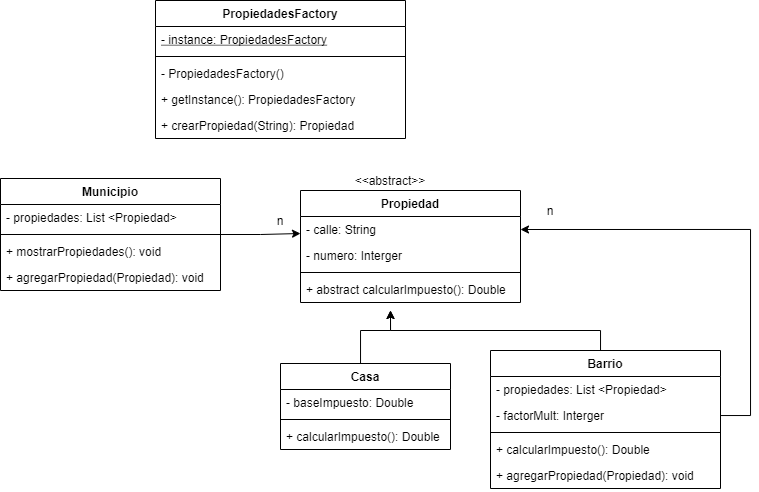 PropiedadesFactory
- instance: PropiedadesFactory
- PropiedadesFactory()
+ getInstance(): PropiedadesFactory
+ crearPropiedad(String): Propiedad
Municipio
- propiedades: List <Propiedad>
+ mostrarPropiedades(): void
+ agregarPropiedad(Propiedad): void
n
<<abstract>>
Propiedad
- calle: String
- numero: Interger
+ abstract calcularImpuesto(): Double
n
Casa
- baseImpuesto: Double
+ calcularImpuesto(): Double
Barrio
- propiedades: List <Propiedad>
- factorMult: Interger
+ calcularImpuesto(): Double
+ agregarPropiedad(Propiedad): void